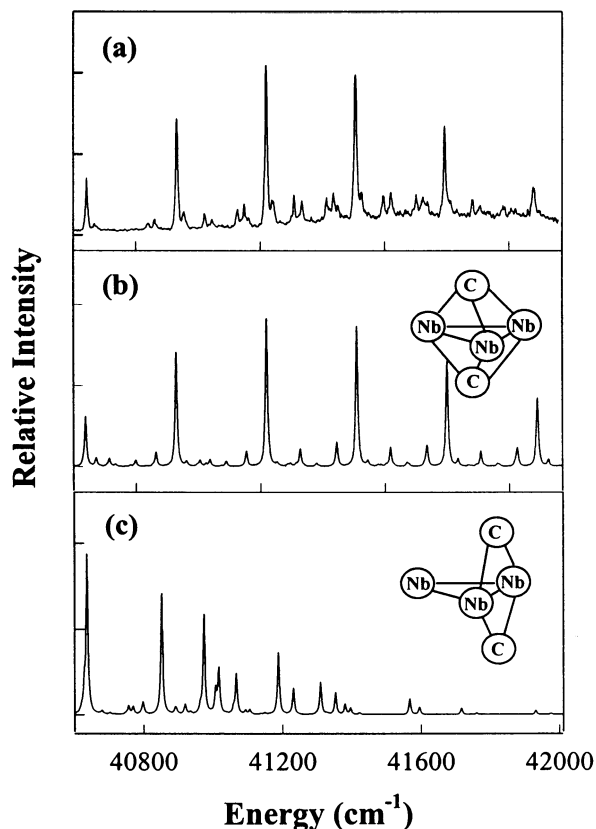 (a)
(b)
C
Nb Nb
Nb
C
(c)
C
Nb Nb
Nb
C
Relative Intensity
40800 41200 41600 42000
Energy (cm⁻¹)